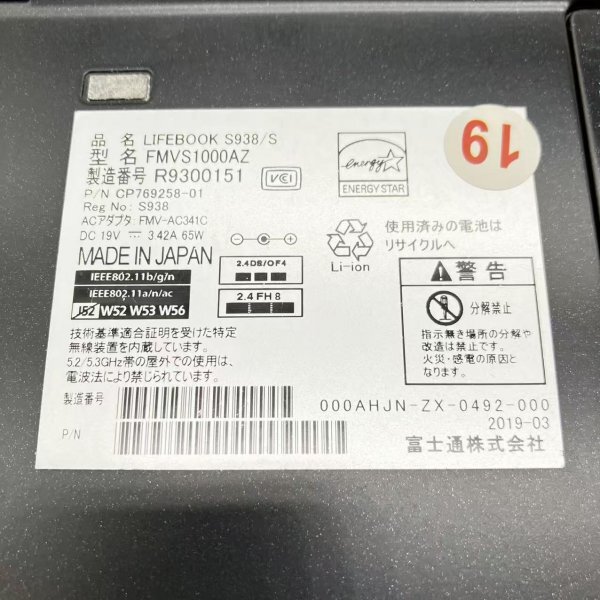 品 名 LIFEBOOK S938/S
型 名 FMVS1000AZ
製造番号 R9300151
P/N CP769258-01
Reg No: S938
ACアダプタ: FMV-AC341C
DC 19V 3.42A 65W
MADE IN JAPAN
IEEE802.11b/g/n
IEEE802.11a/n/ac
J52 W52 W53 W56
2.4DS/OF4
2.4FH8
技術基準適合証明を受けた特定
無線装置を内蔵しています。
5.2/5.3GHz帯の屋外での使用は、
電波法により禁じられています。
製造番号
P/N
VCI
energy
ENERGY STAR
19
Li-ion
使用済みの電池は
リサイクルへ
警告
分解禁止
指示無き場所の分解や
改造は禁止です。
火災・感電の原因と
なります。
000AHJN-ZX-0492-000
2019-03
富士通株式会社